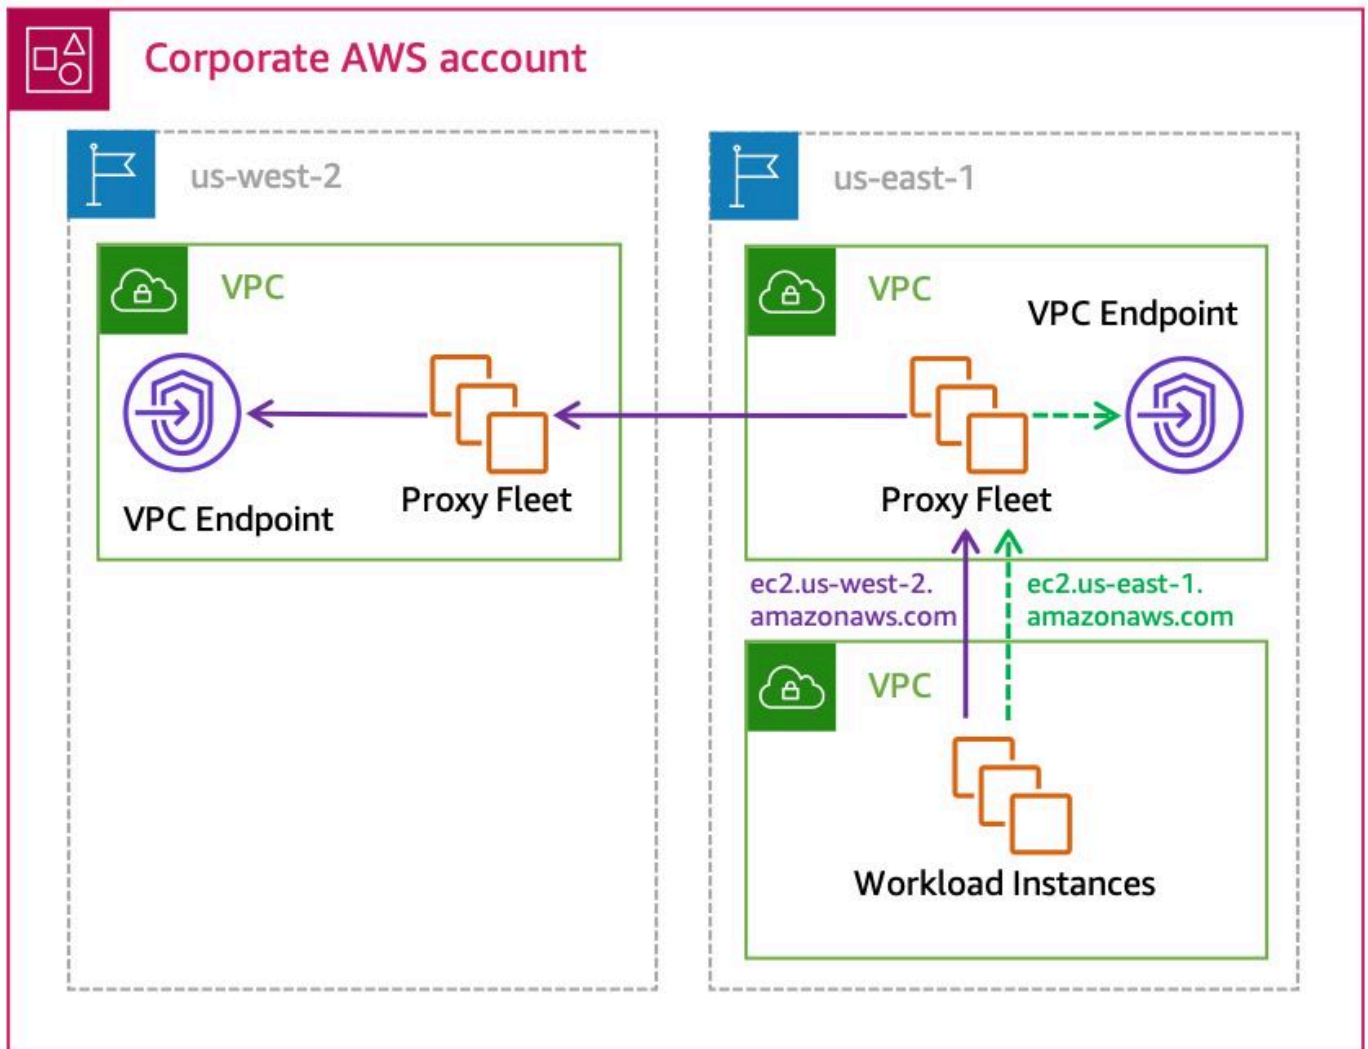 Corporate AWS account
us-west-2
us-east-1
VPC
VPC
VPC Endpoint
Proxy Fleet
VPC Endpoint
Proxy Fleet
ec2.us-west-2.
amazonaws.com
ec2.us-east-1.
amazonaws.com
VPC
Workload Instances